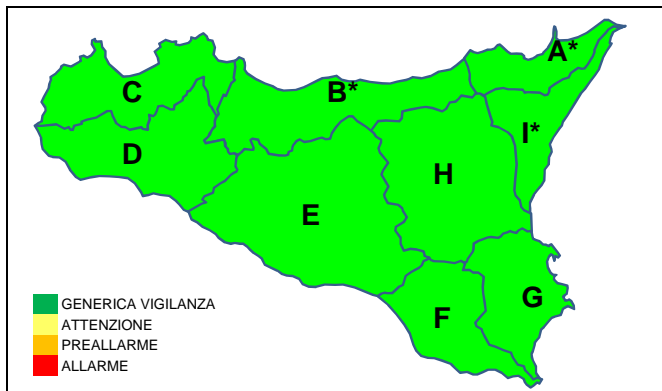 A*
C
B*
I*
D
H
E
G
F
GENERICA VIGILANZA
ATTENZIONE
PREALLARME
ALLARME